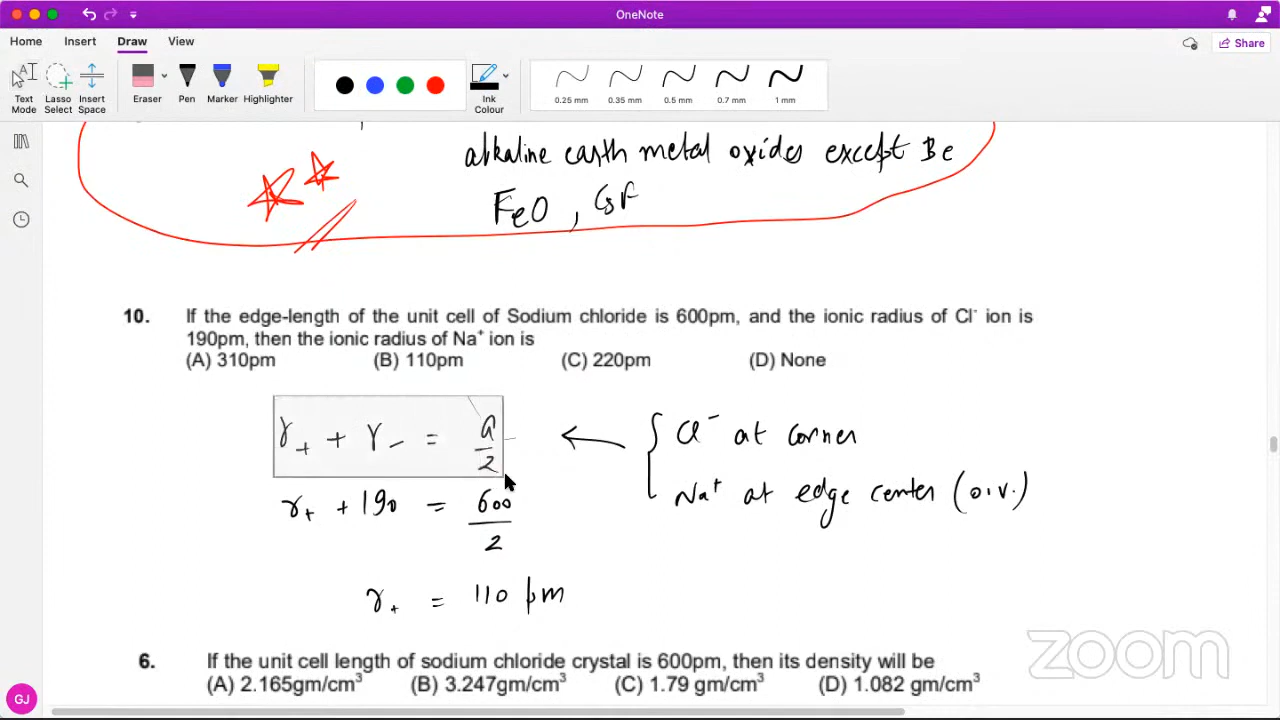 OneNote
Home Insert Draw View
Share
Text Mode
Lasso Select
Insert Space
Eraser
Pen
Marker
Highlighter
Ink Colour
0.25 mm 0.35 mm 0.5 mm 0.7 mm 1 mm
alkaline earth metal oxides except Be
FeO , CsF
10. If the edge-length of the unit cell of Sodium chloride is 600pm, and the ionic radius of Cl⁻ ion is
190pm, then the ionic radius of Na⁺ ion is
(A) 310pm (B) 110pm (C) 220pm (D) None
r₊ + r₋ = a/2
Cl⁻ at corner
Na⁺ at edge center (o.v.)
r₊ + 190 = 600/2
r₊ = 110 pm
zoom
6. If the unit cell length of sodium chloride crystal is 600pm, then its density will be
(A) 2.165gm/cm³ (B) 3.247gm/cm³ (C) 1.79 gm/cm³ (D) 1.082 gm/cm³
GJ